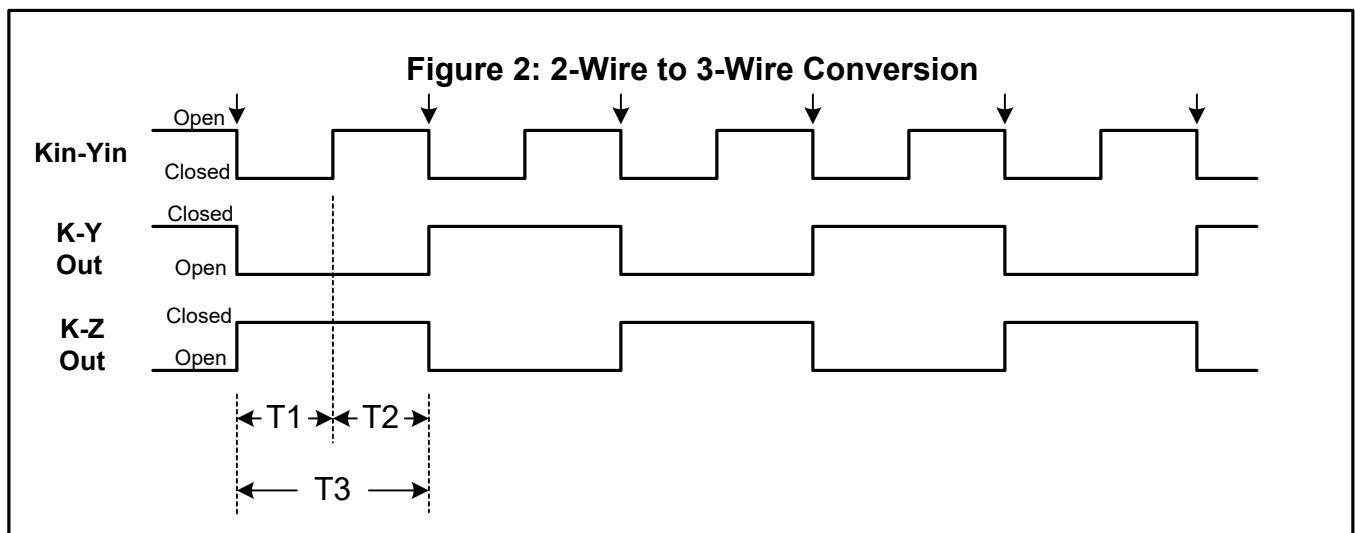 Figure 2: 2-Wire to 3-Wire Conversion
Open
Kin-Yin
Closed
Closed
K-Y
Out
Open
Closed
K-Z
Out
Open
T1
T2
T3